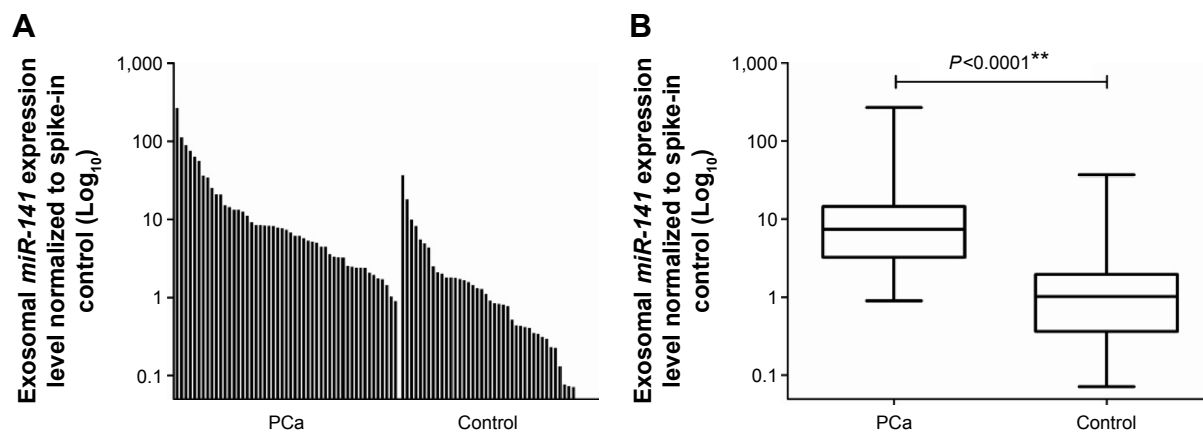 A
Exosomal miR-141 expression
level normalized to spike-in
control (Log10)
1,000
100
10
1
0.1
PCa
Control
B
Exosomal miR-141 expression
level normalized to spike-in
control (Log10)
1,000
100
10
1
0.1
P<0.0001**
PCa
Control